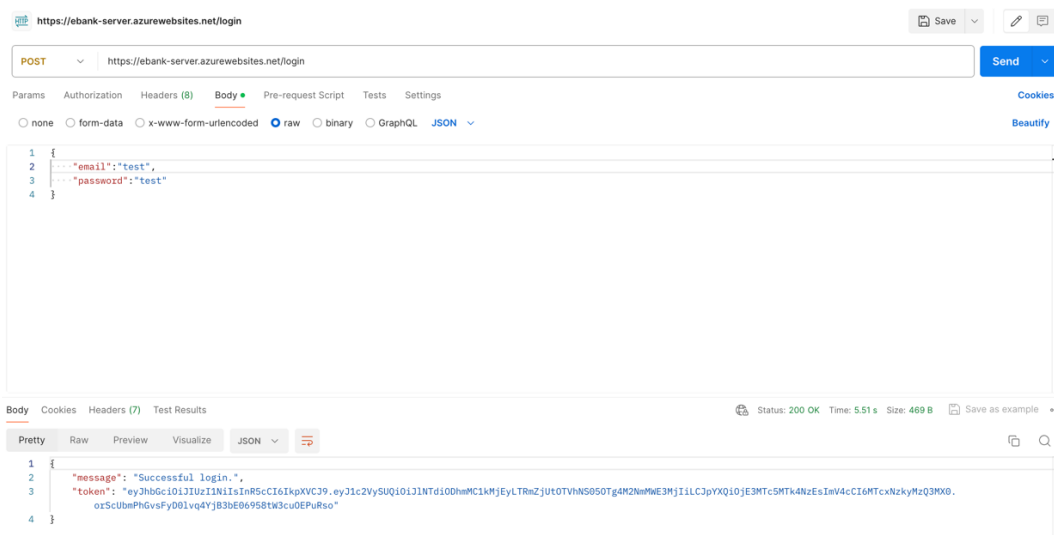 HTTP https://ebank-server.azurewebsites.net/login Save
POST https://ebank-server.azurewebsites.net/login Send
Params Authorization Headers (8) Body Pre-request Script Tests Settings Cookies
none form-data x-www-form-urlencoded raw binary GraphQL JSON Beautify
1 {
2 "email":"test",
3 "password":"test"
4 }
Body Cookies Headers (7) Test Results Status: 200 OK Time: 5.51 s Size: 469 B Save as example
Pretty Raw Preview Visualize JSON
1 {
2 "message": "Successful login.",
3 "token": "eyJhbGciOiJIUzI1NiIsInR5cCI6IkpXVCJ9.eyJ1c2VySUQiOiJlNTdiODhmMC1kMjEyLTRmZjUtOTVhNS05OTg4M2NmMWE3MjIiLCJpYXQiOjE3MTc5MTk4NzEsImV4cCI6MTcxNzkyMzQ3MX0.
orScUbmPhGvsFyD0lvq4YjB3bE06958tW3cuOEPuRso"
4 }